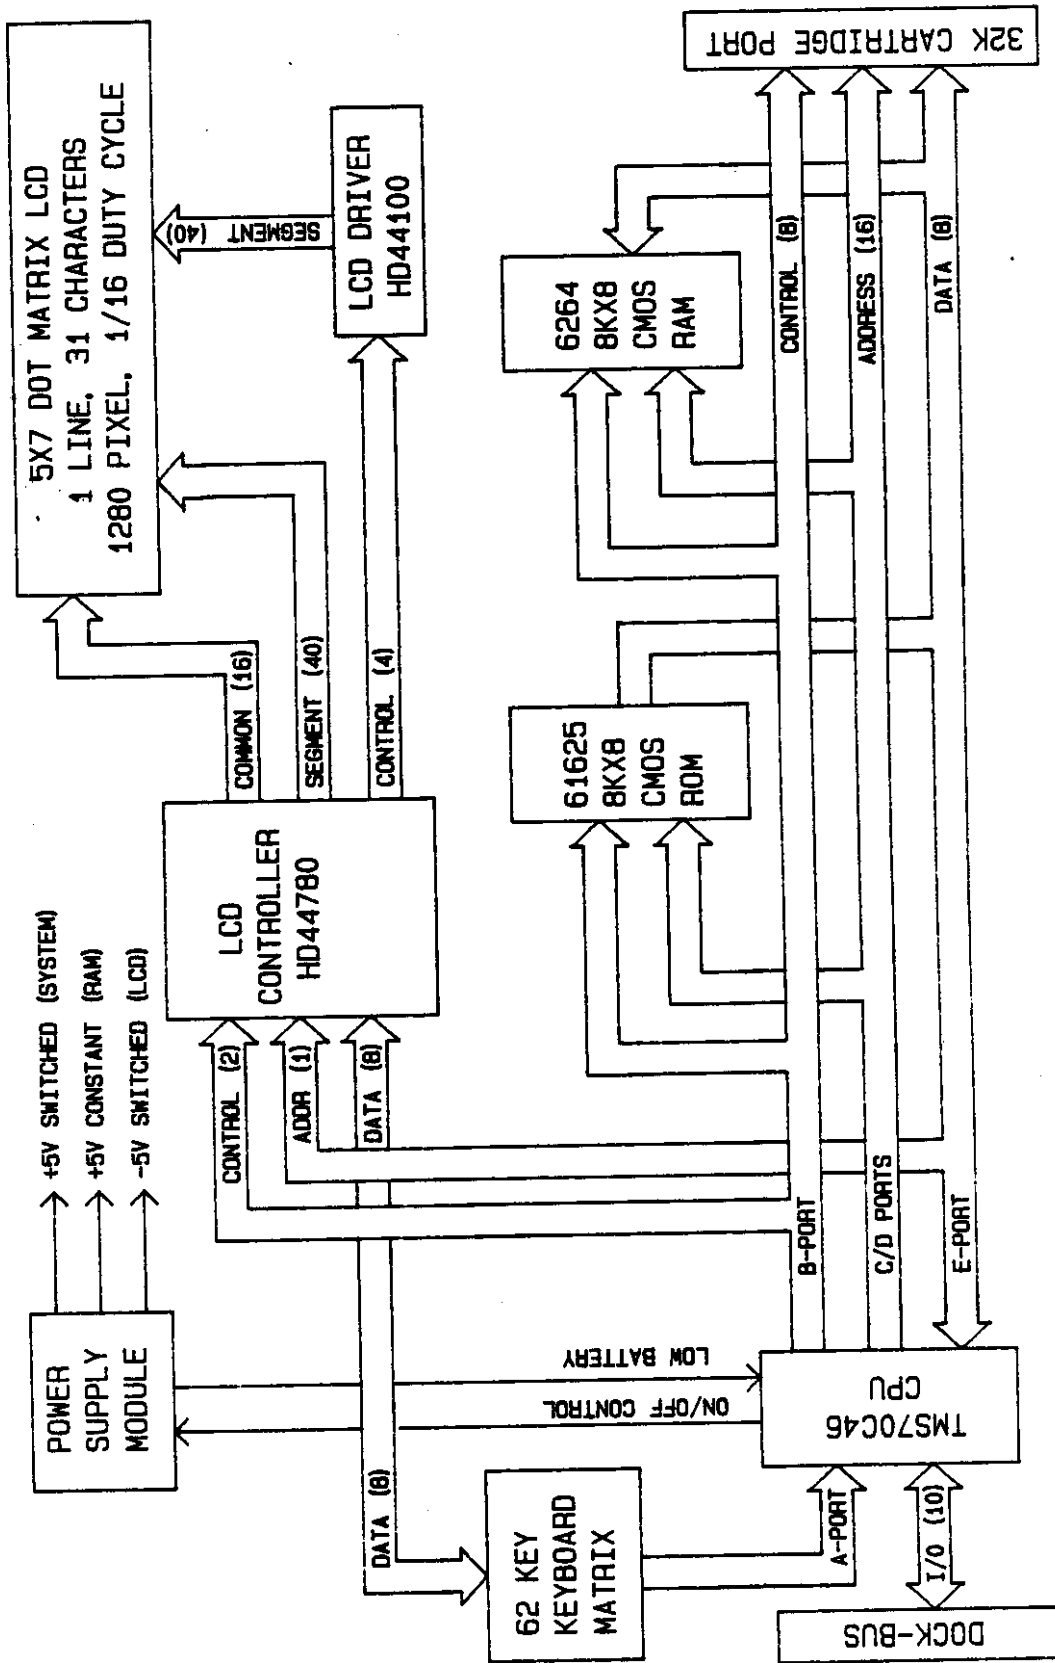 POWER
SUPPLY
MODULE
+5V SWITCHED (SYSTEM)
+5V CONSTANT (RAM)
-5V SWITCHED (LCD)
5X7 DOT MATRIX LCD
1 LINE, 31 CHARACTERS
1280 PIXEL, 1/16 DUTY CYCLE
LCD
CONTROLLER
HD44780
COMMON (16)
SEGMENT (40)
CONTROL (4)
SEGMENT (40)
LCD DRIVER
HD44100
CONTROL (2)
ADDR (1)
DATA (8)
DATA (8)
62 KEY
KEYBOARD
MATRIX
ON/OFF CONTROL
LOW BATTERY
A-PORT
I/O (10)
DOCK-BUS
TMS70C46
CPU
B-PORT
C/D PORTS
E-PORT
61625
8KX8
CMOS
ROM
6264
8KX8
CMOS
RAM
CONTROL (8)
ADDRESS (16)
DATA (8)
32K CARTRIDGE PORT